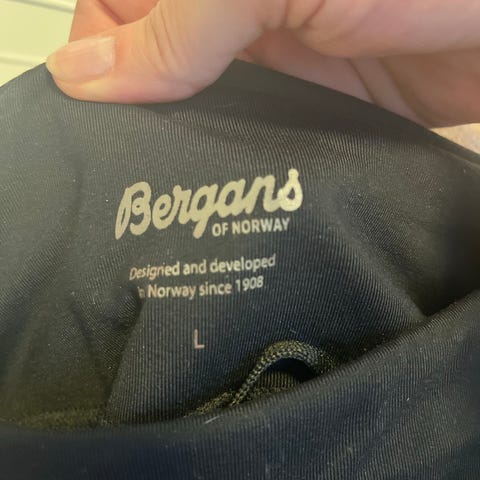 Bergans
OF NORWAY
Designed and developed
in Norway since 1908
L